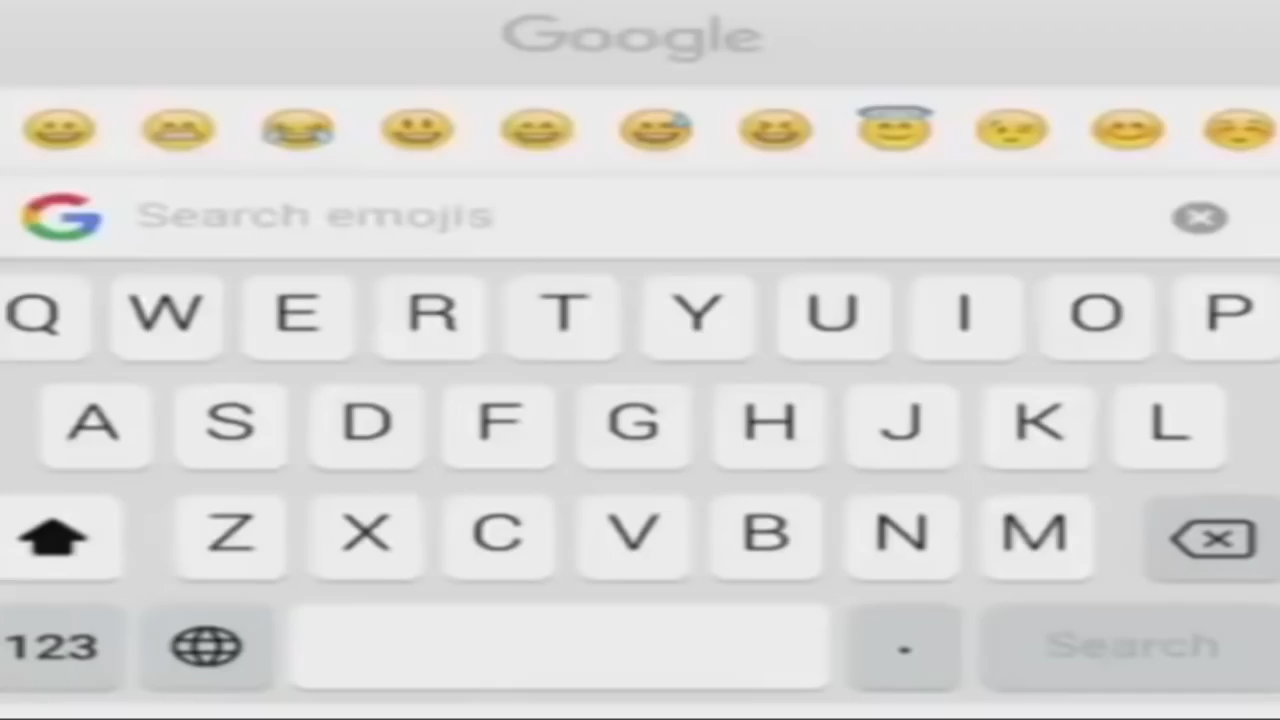 Google
Search emojis
Q W E R T Y U I O P
A S D F G H J K L
Z X C V B N M
123 . Search